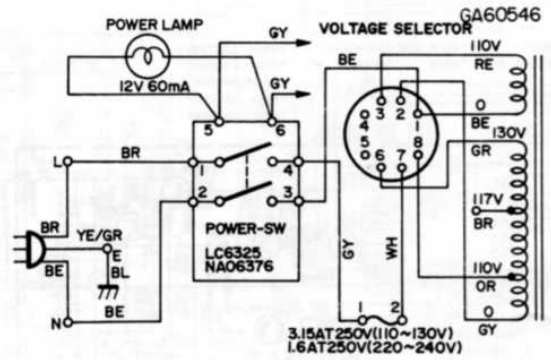 GA60546
POWER LAMP
VOLTAGE SELECTOR
GY
110V
RE
BE
12V 60mA
GY
O
BE
3 2
4 1
5 8
6 7
130V
GR
5 6
L
BR
1 4
2 3
117V
BR
POWER-SW
LC6325
NA06376
BR
YE/GR
E
BE
BL
GY
WH
110V
OR
N
BE
1 2
O
GY
3.15AT250V(110~130V)
1.6AT250V(220~240V)